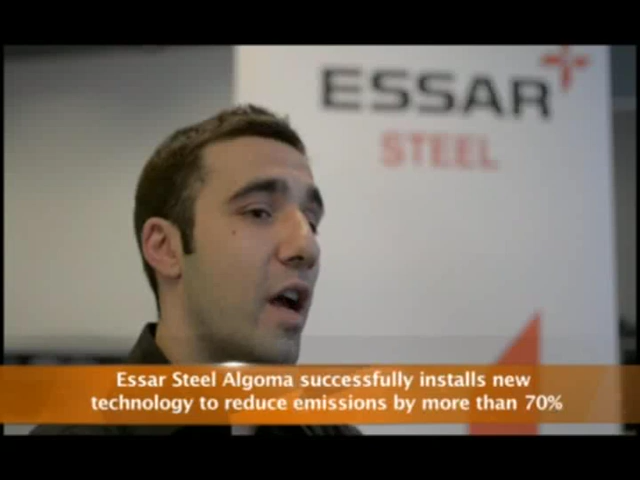 ESSAR
STEEL
Essar Steel Algoma successfully installs new
technology to reduce emissions by more than 70%